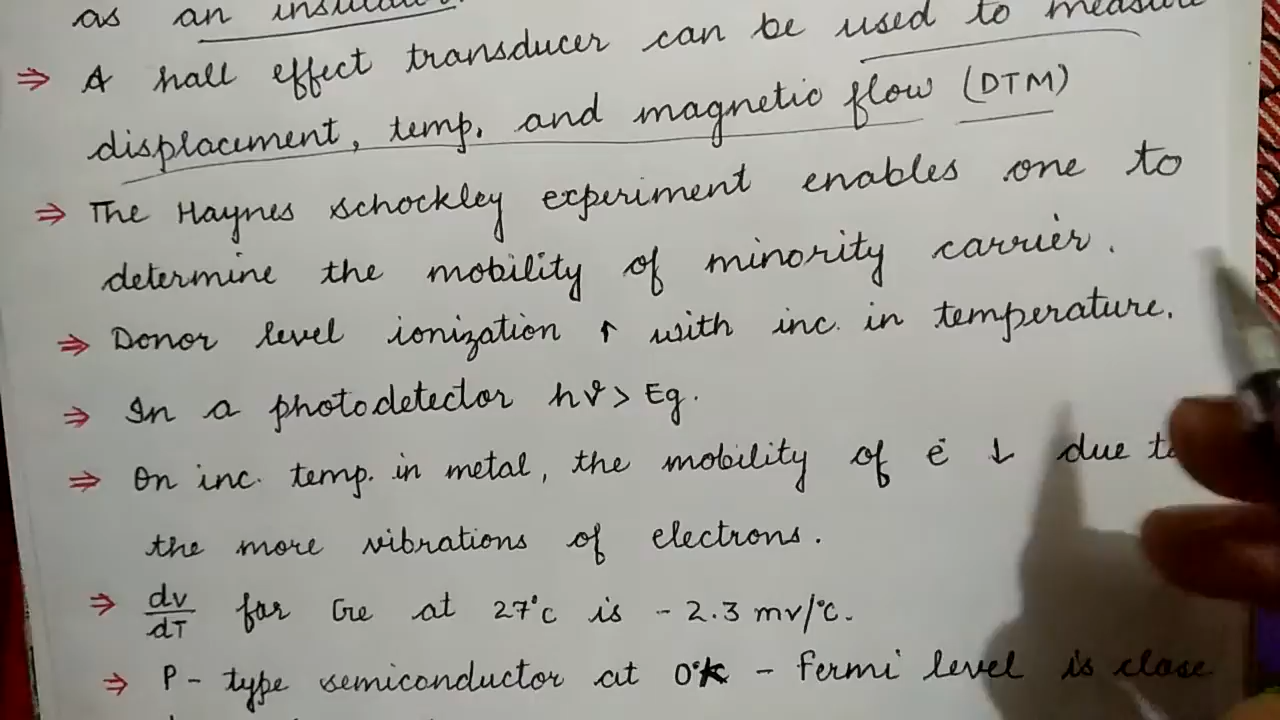 as an insulator.
⇒ A hall effect transducer can be used to measure
displacement, temp. and magnetic flow (DTM)
⇒ The Haynes schockley experiment enables one to
determine the mobility of minority carrier.
⇒ Donor level ionization ↑ with inc. in temperature.
⇒ In a photodetector hϑ > Eg.
⇒ On inc. temp. in metal, the mobility of e ↓ due to
the more vibrations of electrons.
⇒ dv/dT for Ge at 27°c is - 2.3 mv/°c.
⇒ P - type semiconductor at 0°K - Fermi level is close